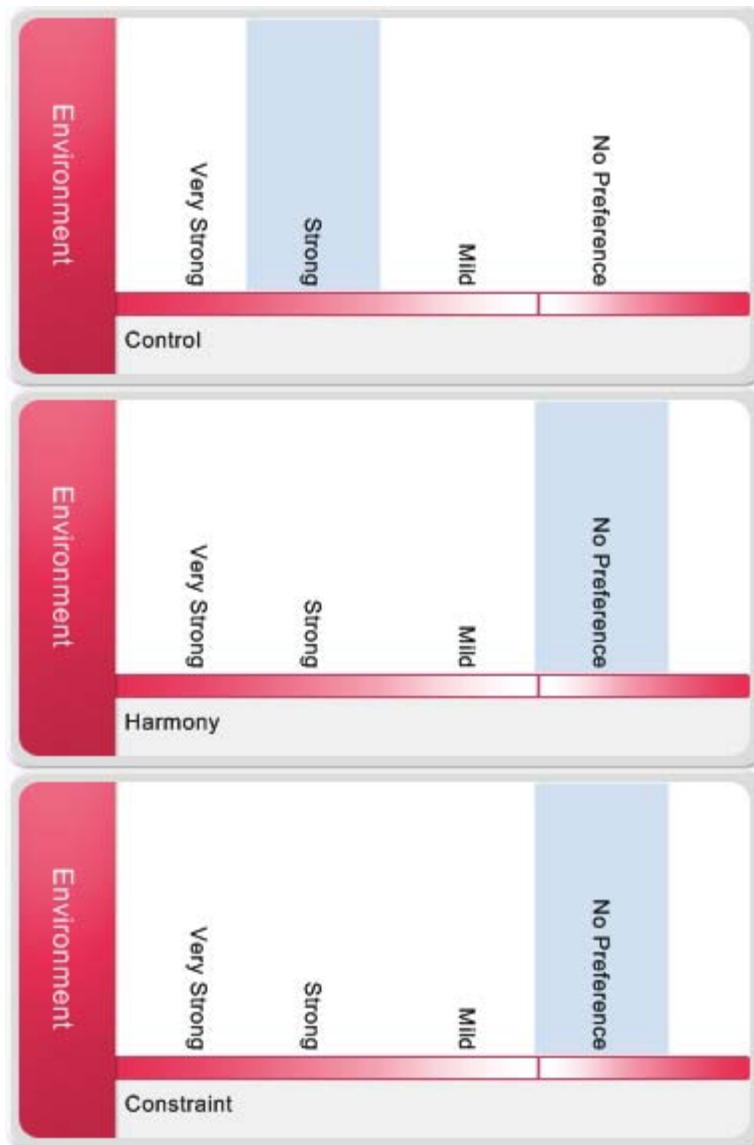 Environment
Very Strong
Strong
Mild
No Preference
Control
Environment
Very Strong
Strong
Mild
No Preference
Harmony
Environment
Very Strong
Strong
Mild
No Preference
Constraint